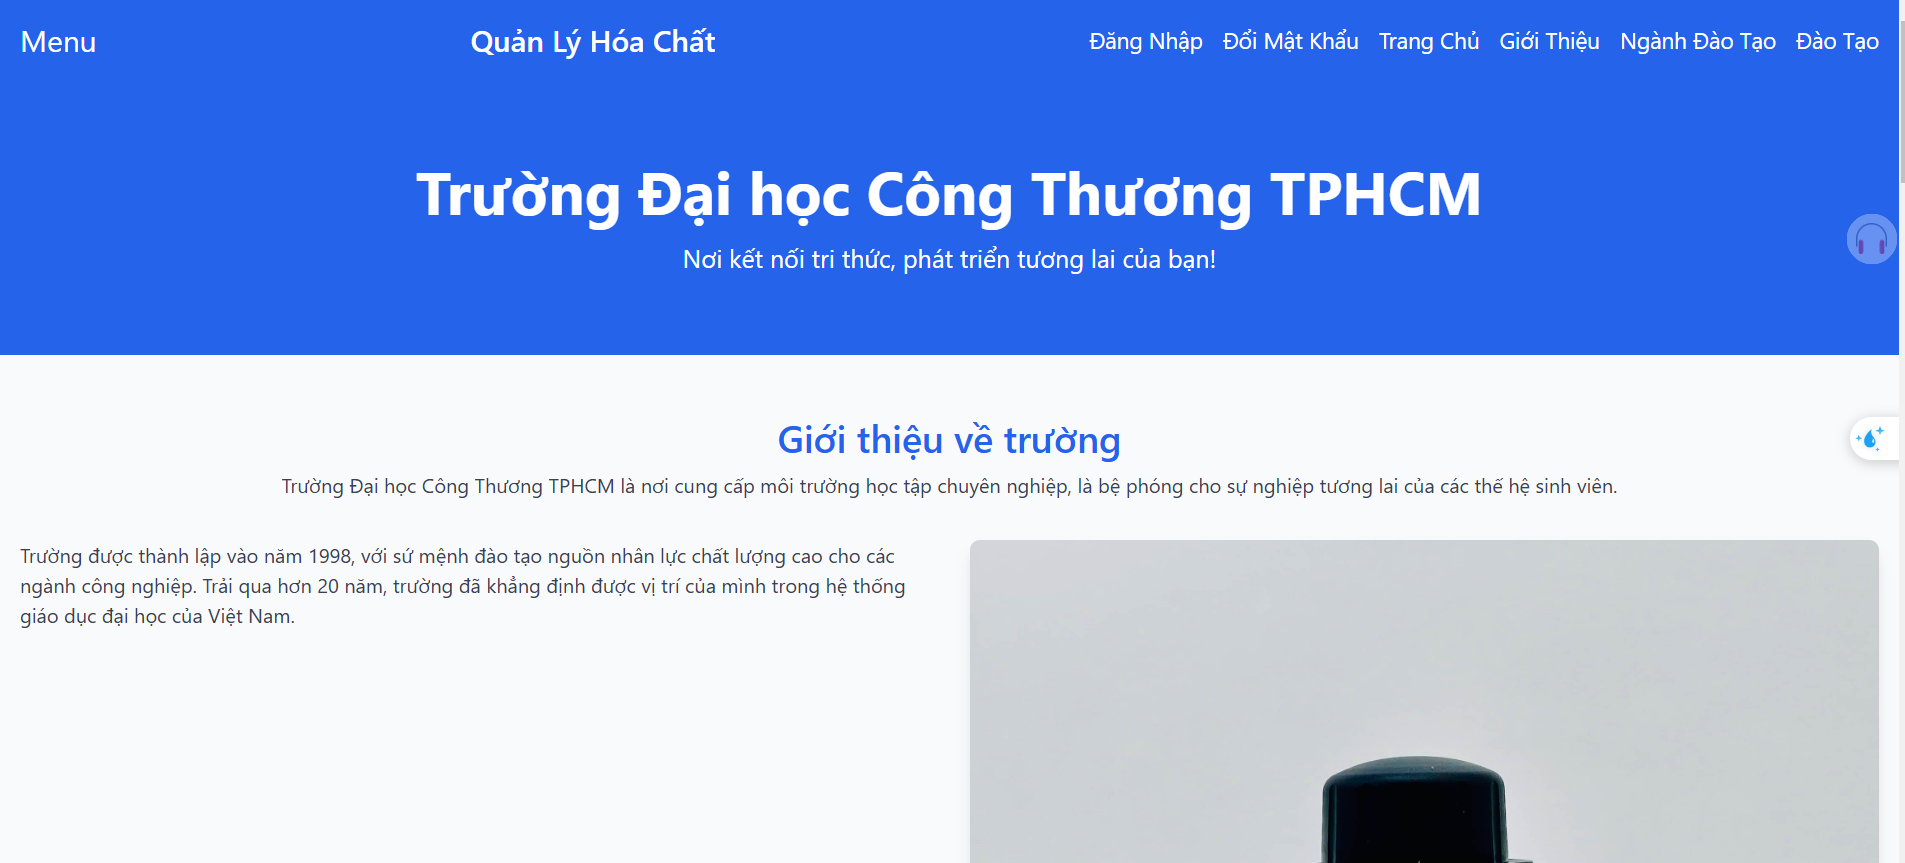 Menu
Quản Lý Hóa Chất
Đăng Nhập
Đổi Mật Khẩu
Trang Chủ
Giới Thiệu
Ngành Đào Tạo
Đào Tạo
Trường Đại học Công Thương TPHCM
Nơi kết nối tri thức, phát triển tương lai của bạn!
Giới thiệu về trường
Trường Đại học Công Thương TPHCM là nơi cung cấp môi trường học tập chuyên nghiệp, là bệ phóng cho sự nghiệp tương lai của các thế hệ sinh viên.
Trường được thành lập vào năm 1998, với sứ mệnh đào tạo nguồn nhân lực chất lượng cao cho các
ngành công nghiệp. Trải qua hơn 20 năm, trường đã khẳng định được vị trí của mình trong hệ thống
giáo dục đại học của Việt Nam.